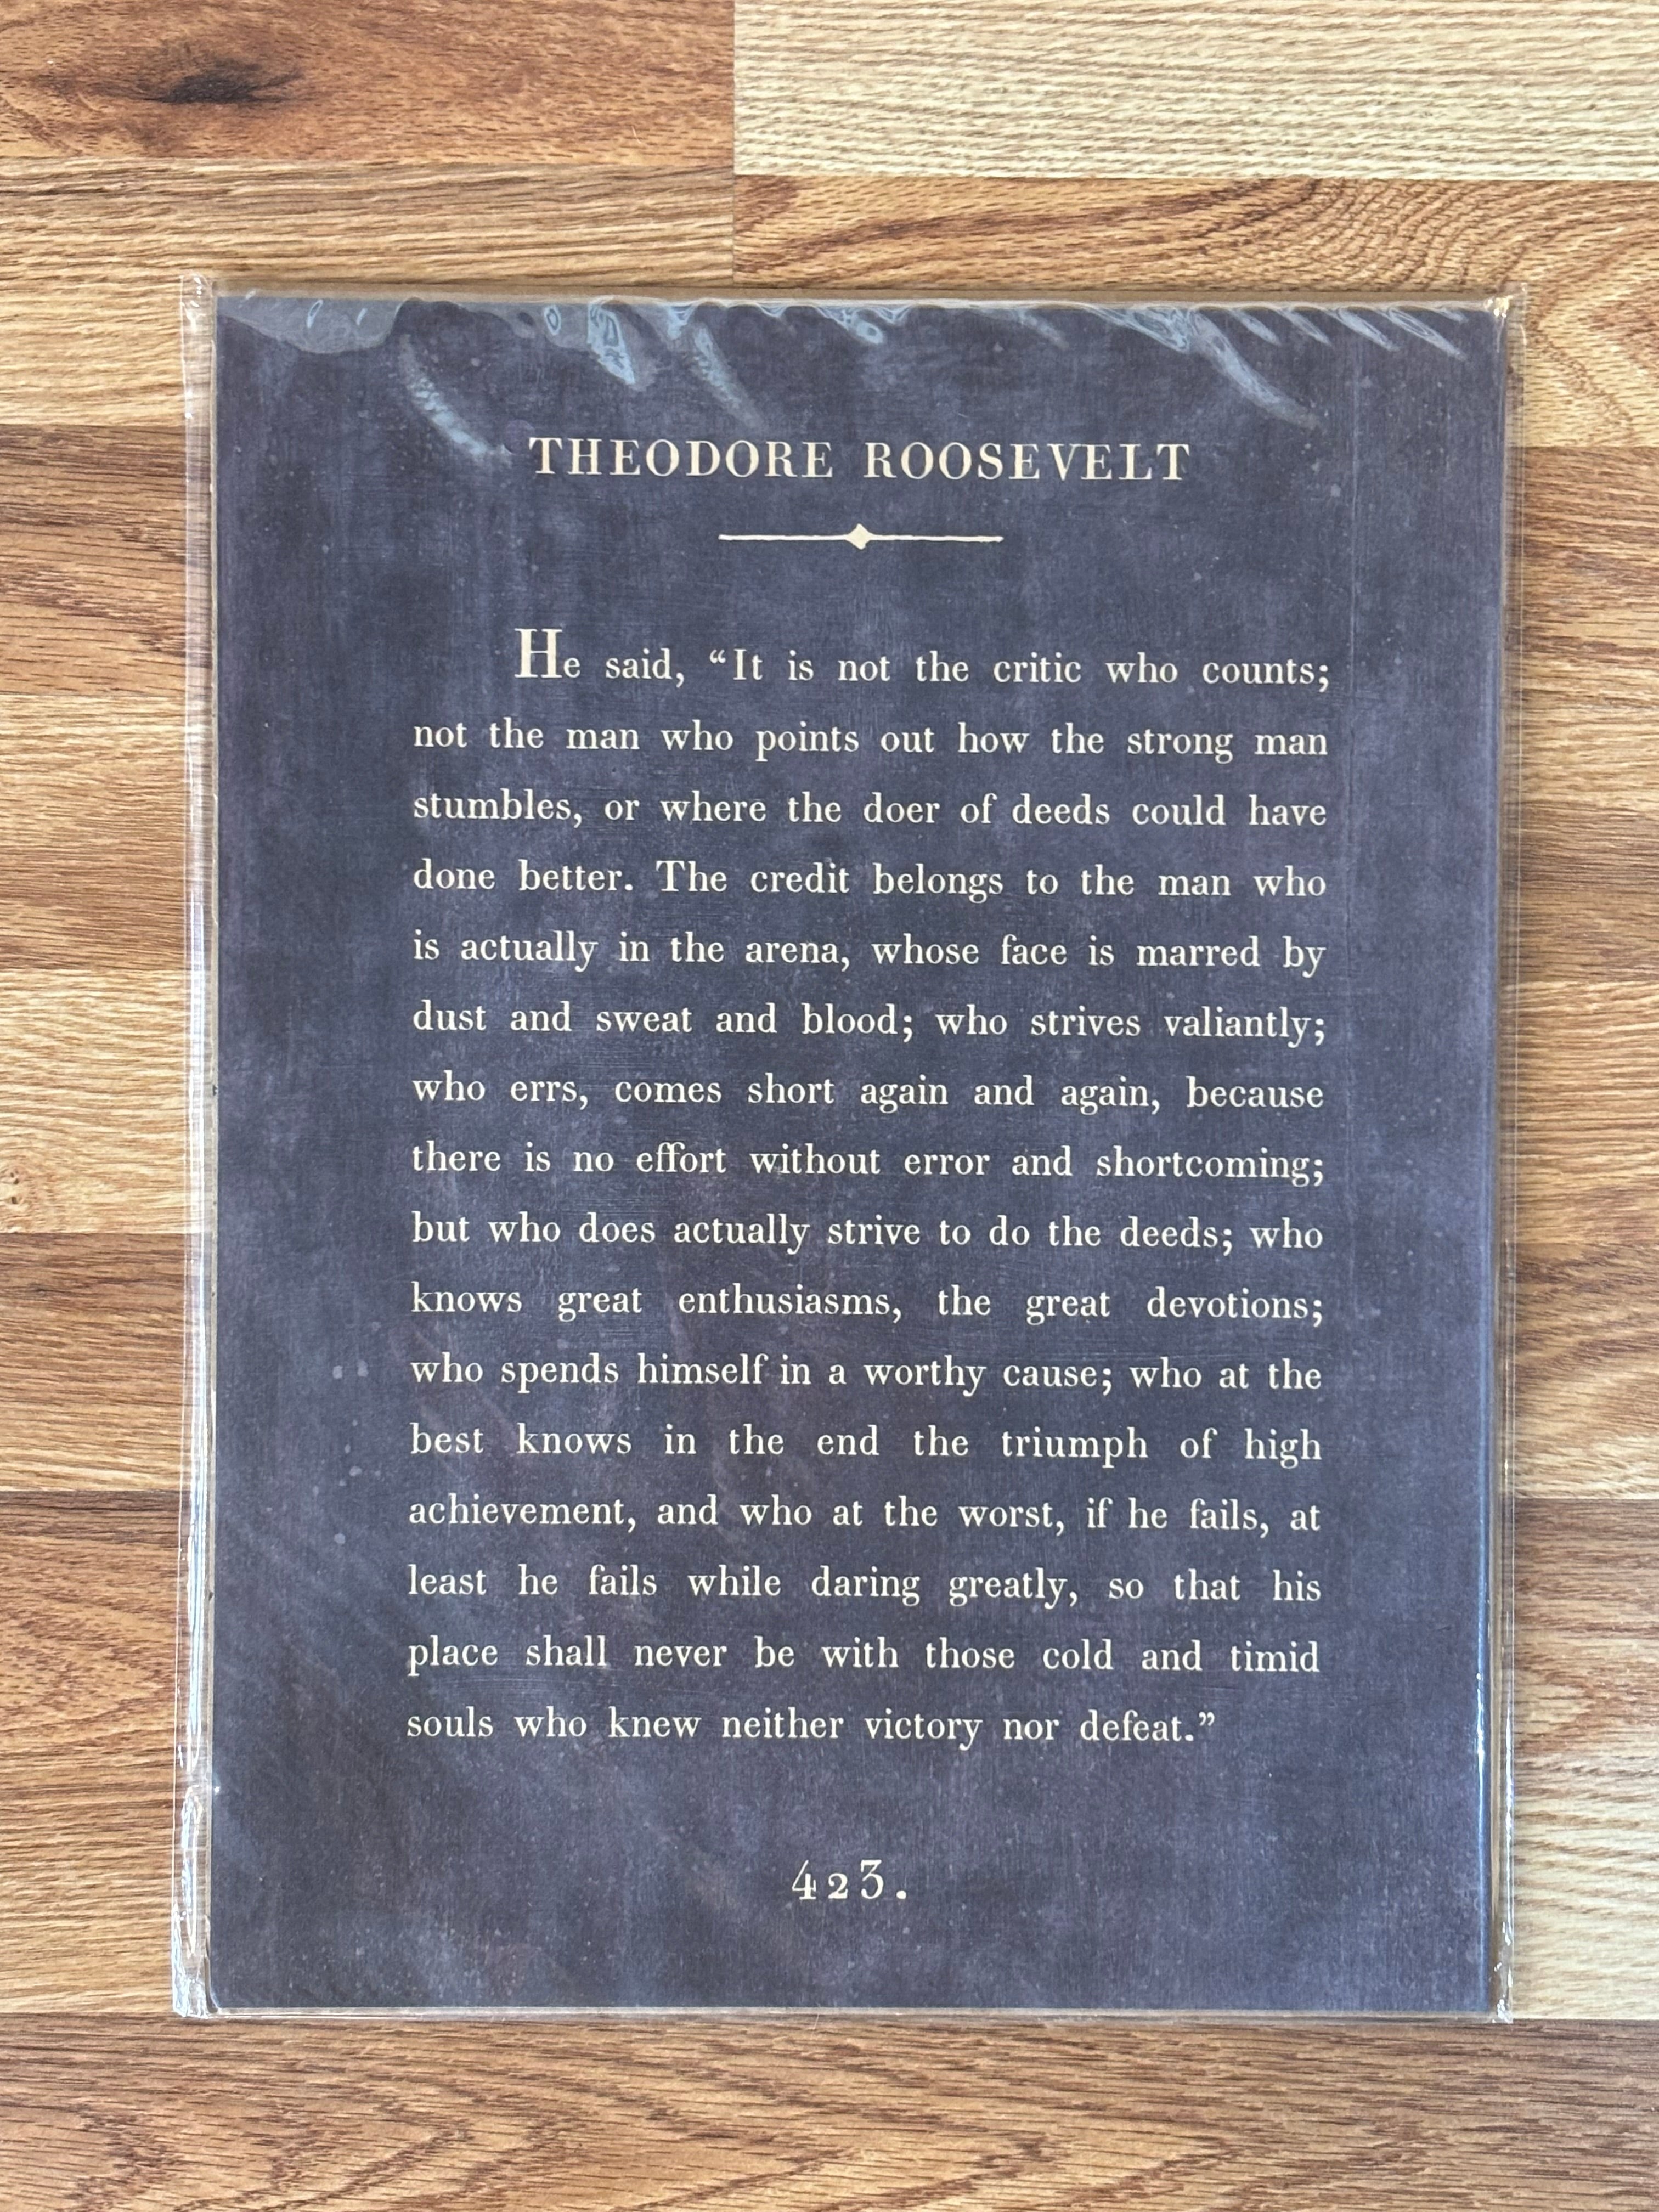 THEODORE ROOSEVELT
He said, “It is not the critic who counts;
not the man who points out how the strong man
stumbles, or where the doer of deeds could have
done better. The credit belongs to the man who
is actually in the arena, whose face is marred by
dust and sweat and blood; who strives valiantly;
who errs, comes short again and again, because
there is no effort without error and shortcoming;
but who does actually strive to do the deeds; who
knows great enthusiasms, the great devotions;
who spends himself in a worthy cause; who at the
best knows in the end the triumph of high
achievement, and who at the worst, if he fails, at
least he fails while daring greatly, so that his
place shall never be with those cold and timid
souls who knew neither victory nor defeat.”
423.